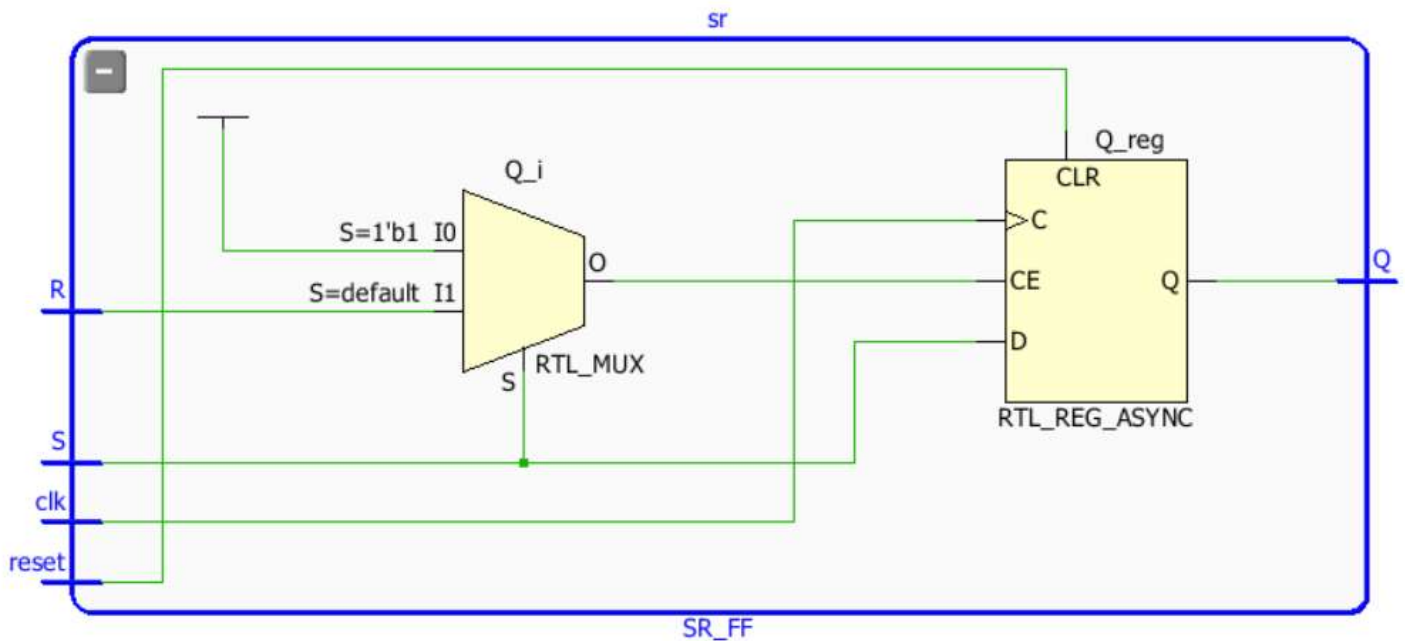 sr
Q_reg
CLR
Q_i
C
S=1'b1 I0
O
Q
R
S=default I1
CE
Q
D
RTL_MUX
S
RTL_REG_ASYNC
S
clk
reset
SR_FF